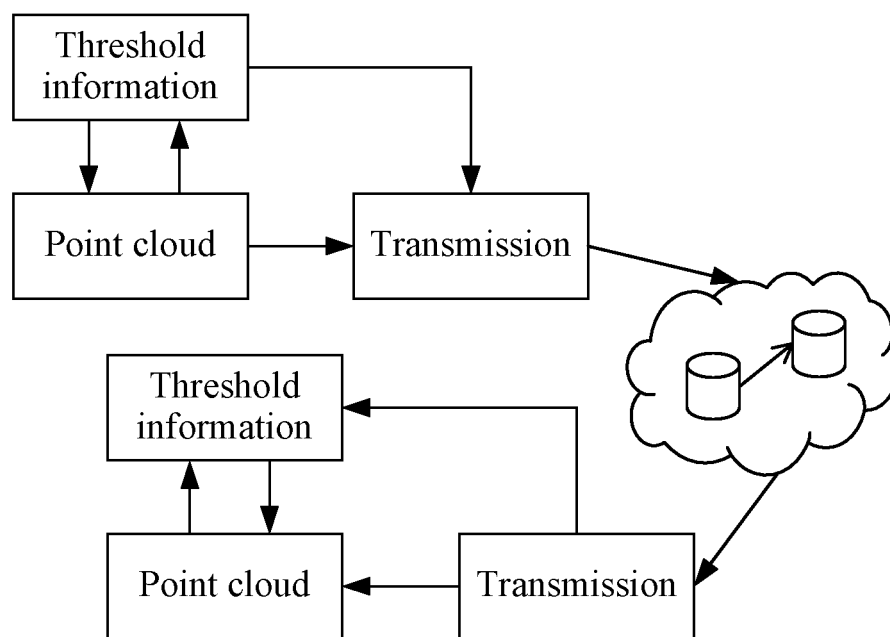 Threshold
information
Point cloud
Transmission
Threshold
information
Point cloud
Transmission